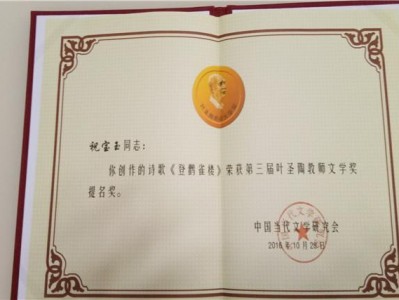 祝宝玉同志：
你创作的诗歌《登鹳雀楼》荣获第三届叶圣陶教师文学奖
提名奖。
中国当代文学研究会
2016年10月26日